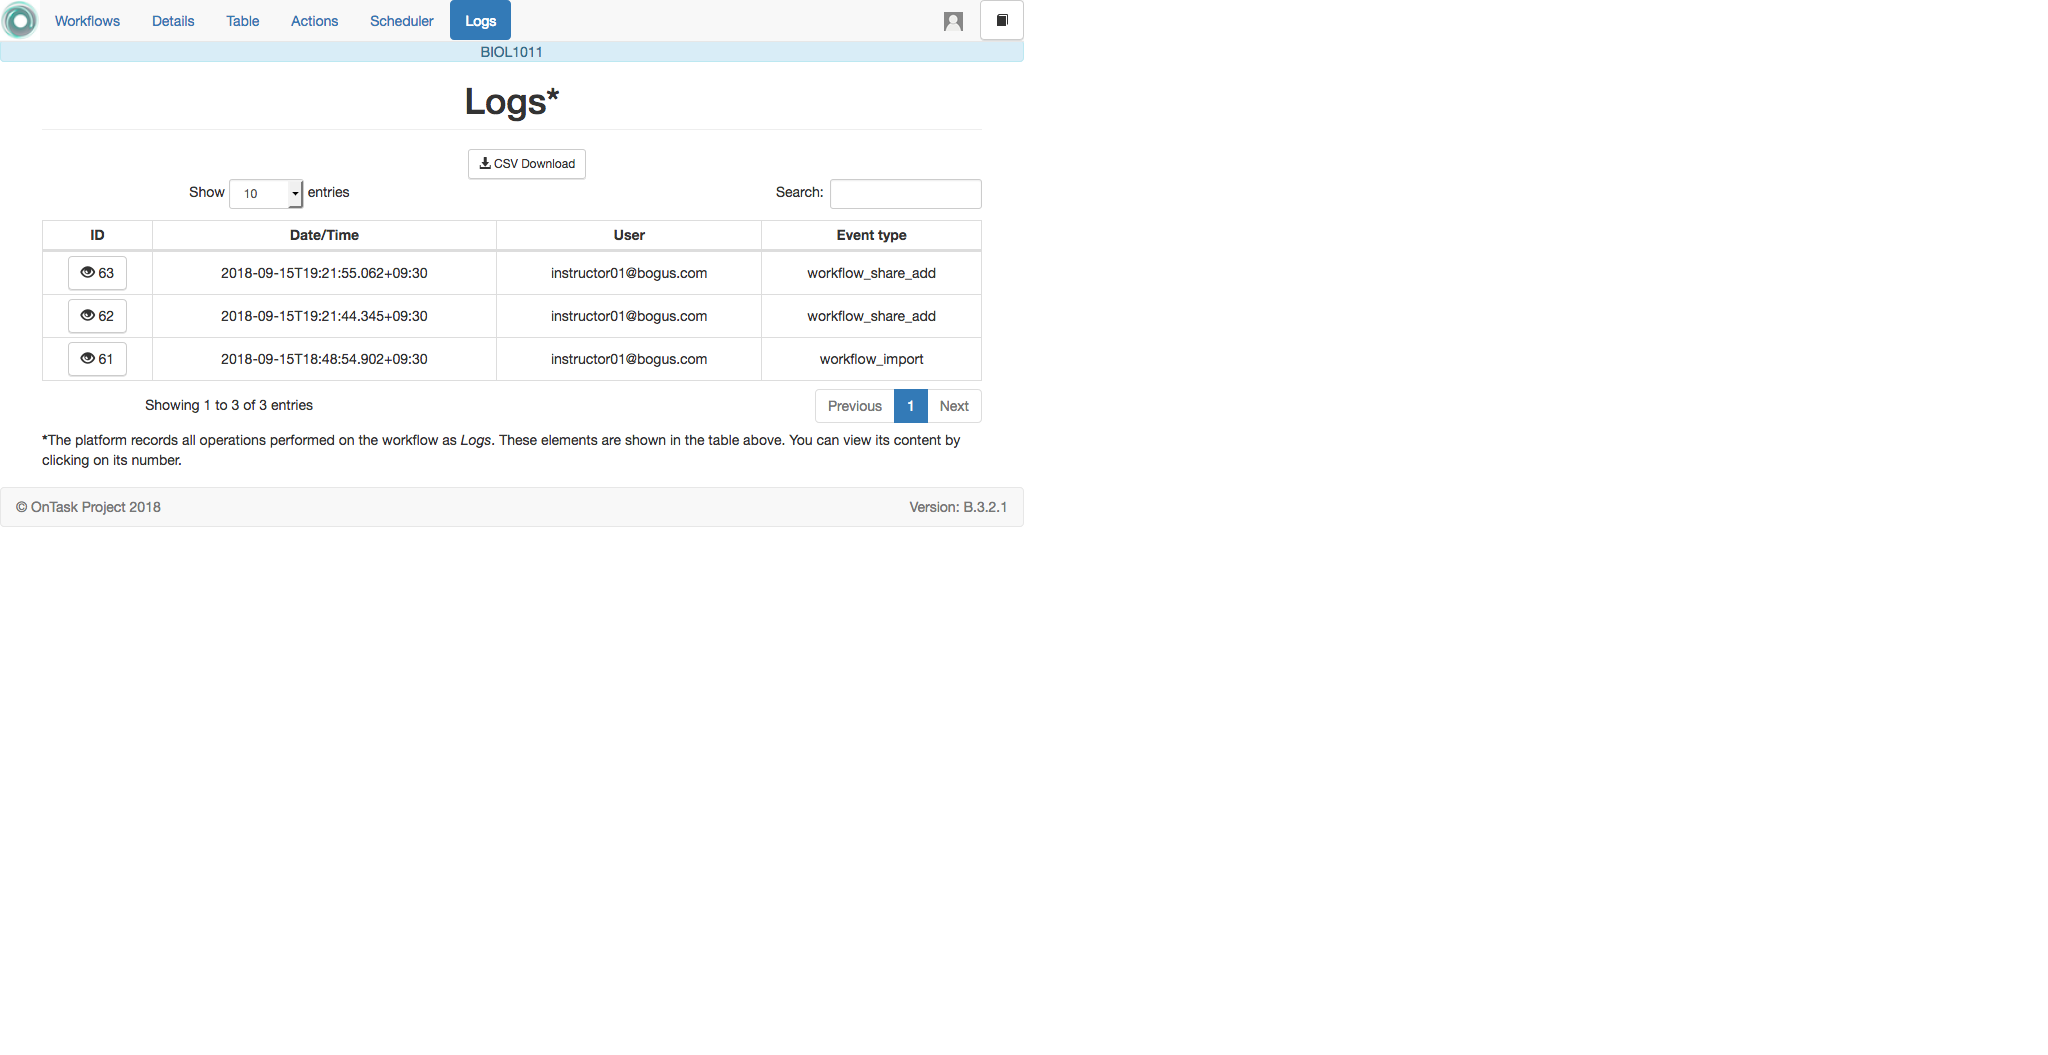 Workflows Details Table Actions Scheduler Logs
BIOL1011
Logs*
CSV Download
Show 10 entries Search:
ID Date/Time User Event type
63 2018-09-15T19:21:55.062+09:30 instructor01@bogus.com workflow_share_add
62 2018-09-15T19:21:44.345+09:30 instructor01@bogus.com workflow_share_add
61 2018-09-15T18:48:54.902+09:30 instructor01@bogus.com workflow_import
Showing 1 to 3 of 3 entries Previous 1 Next
*The platform records all operations performed on the workflow as Logs. These elements are shown in the table above. You can view its content by
clicking on its number.
© OnTask Project 2018 Version: B.3.2.1